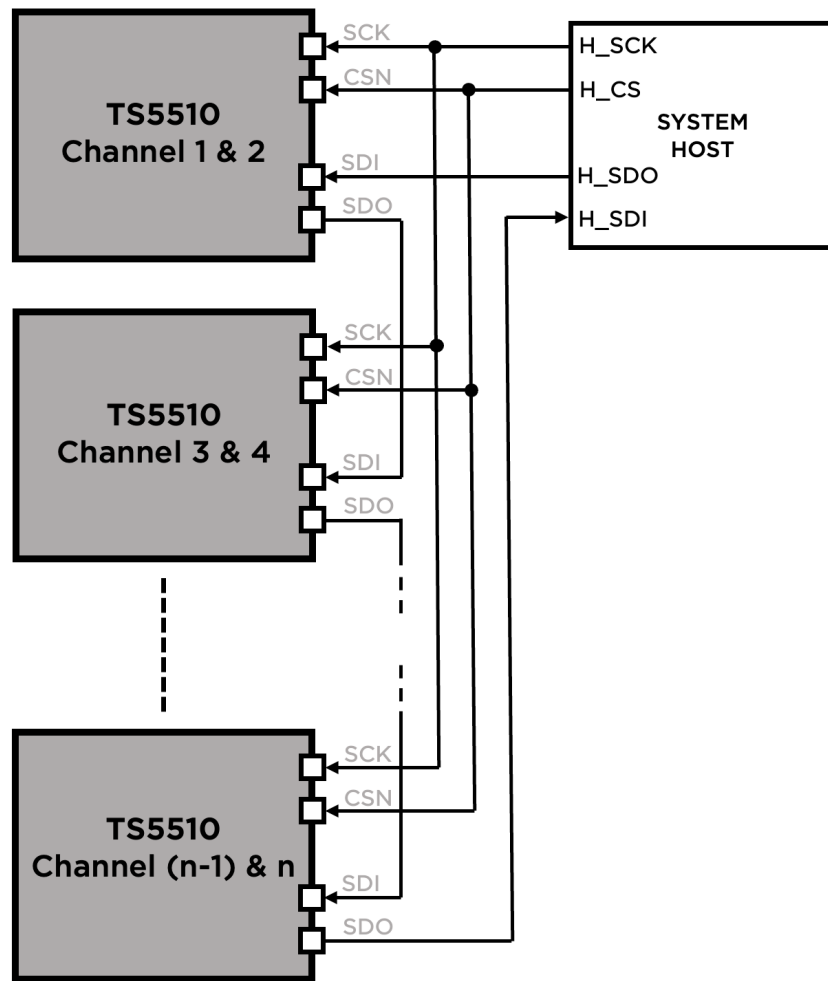 SCK
CSN
TS5510
Channel 1 & 2
SDI
SDO
H_SCK
H_CS
SYSTEM
HOST
H_SDO
H_SDI
SCK
CSN
TS5510
Channel 3 & 4
SDI
SDO
SCK
CSN
TS5510
Channel (n-1) & n
SDI
SDO